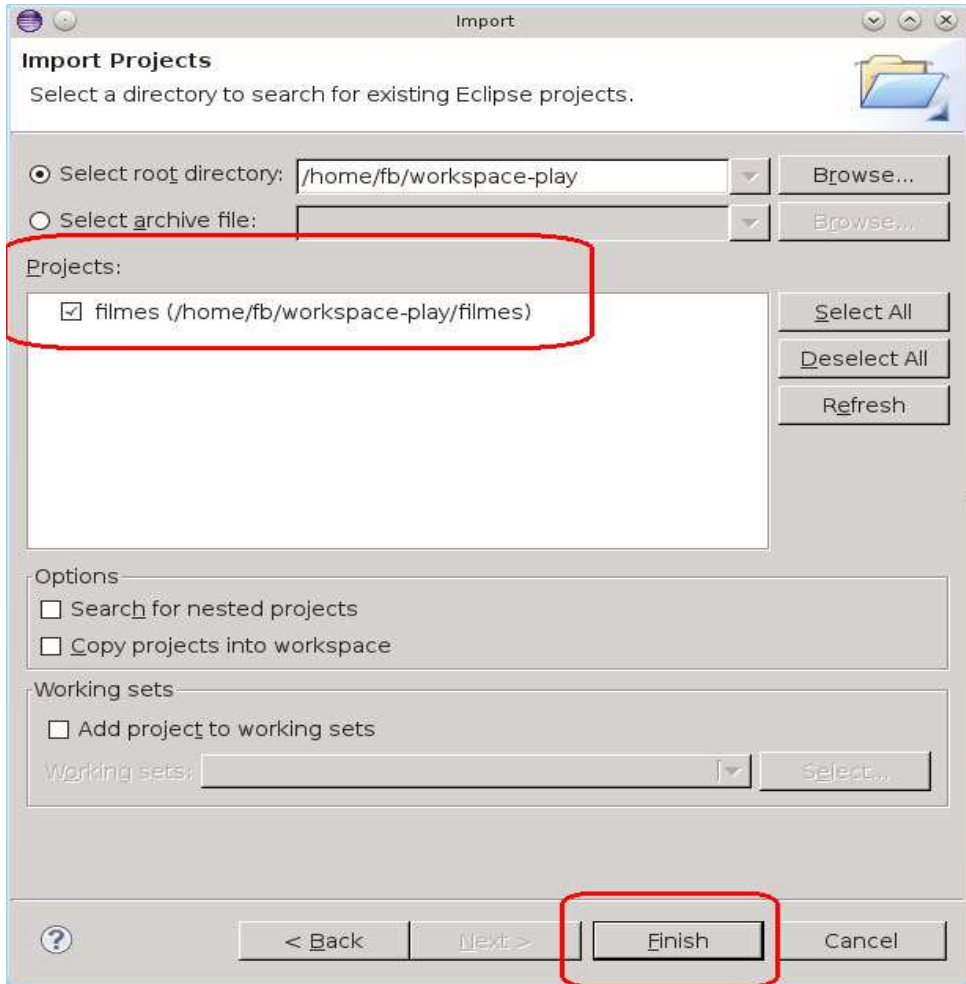 Import
Import Projects
Select a directory to search for existing Eclipse projects.
Select root directory: /home/fb/workspace-play Browse...
Select archive file: Browse...
Projects:
filmes (/home/fb/workspace-play/filmes)
Select All
Deselect All
Refresh
Options
Search for nested projects
Copy projects into workspace
Working sets
Add project to working sets
Working sets: Select...
< Back Next > Finish Cancel